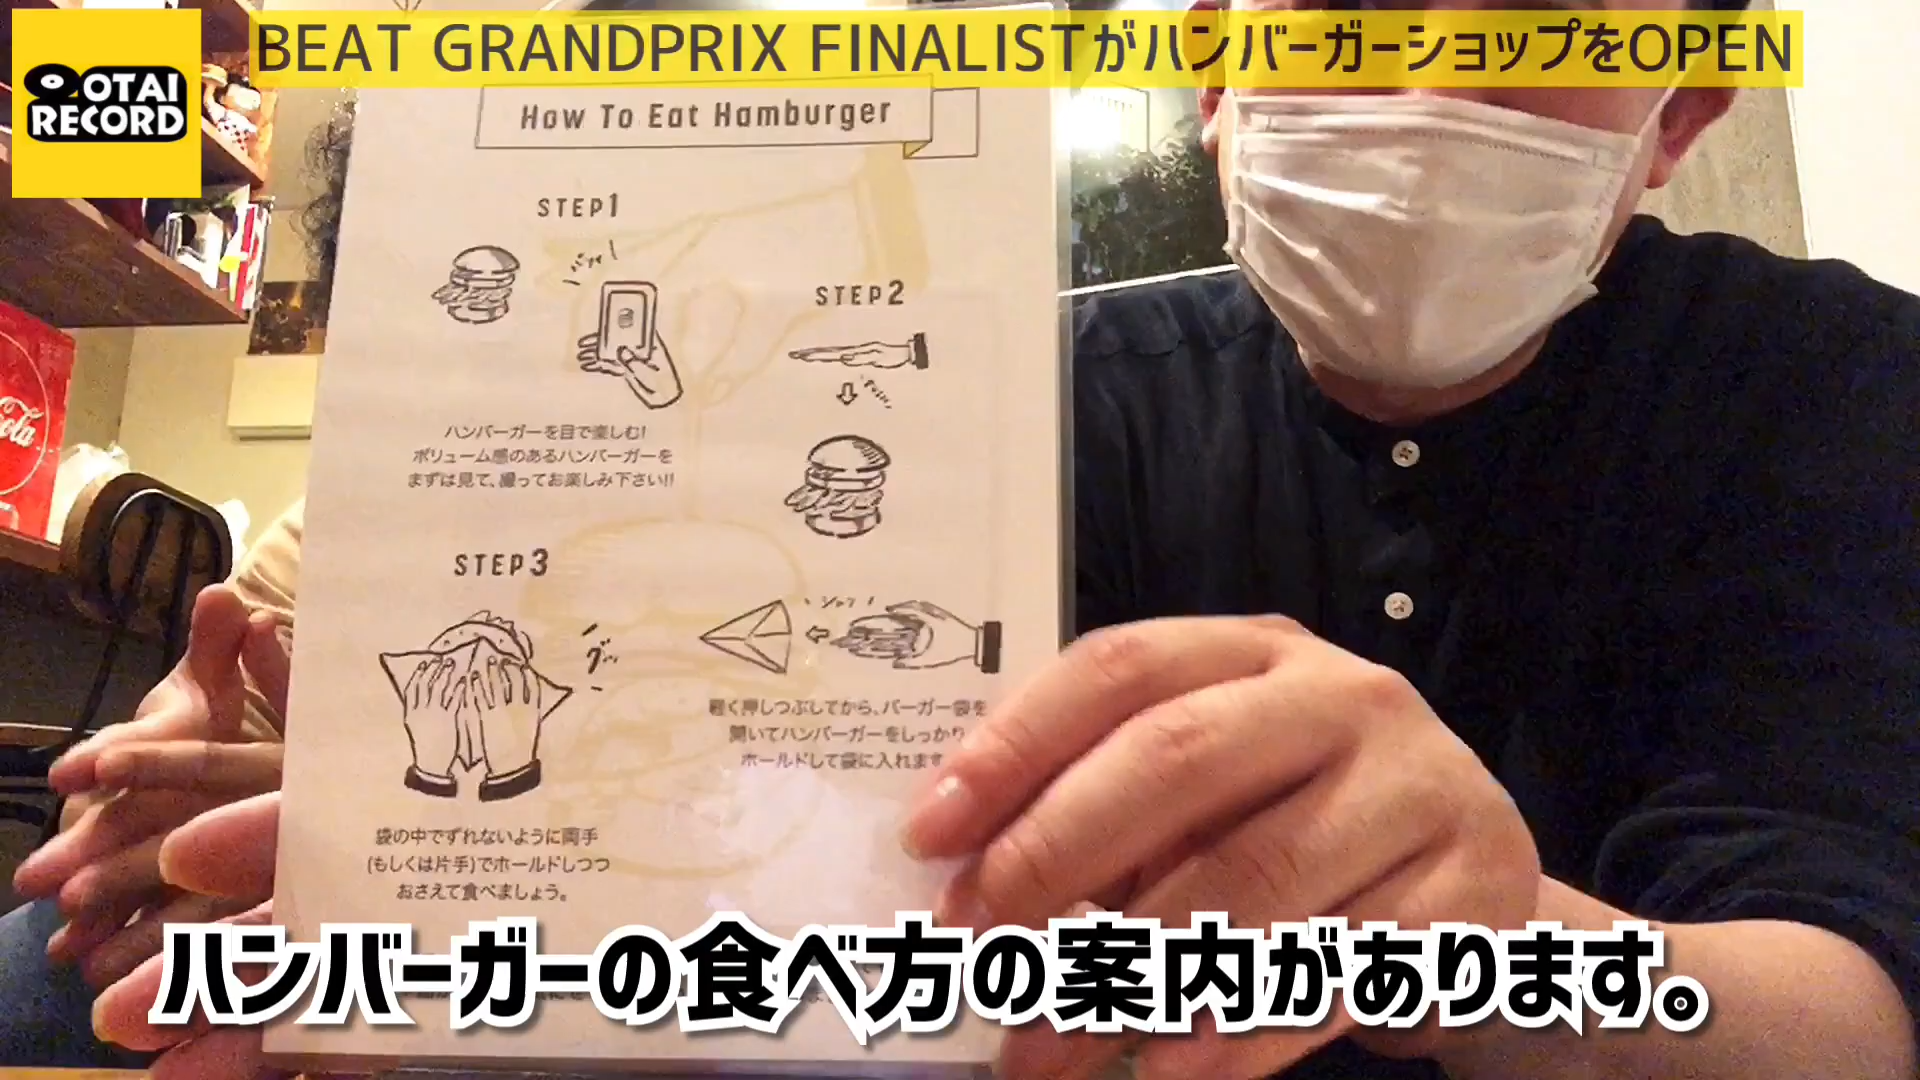 BEAT GRANDPRIX FINALISTがハンバーガーショップをOPEN
OTAI
RECORD
How To Eat Hamburger
STEP1
ハンバーガーを目で楽しむ!
ボリューム感のあるハンバーガーを
まずは見て、撮ってお楽しみ下さい!!
STEP2
軽く押しつぶしてから、バーガー袋を
開いてハンバーガーをしっかり
ホールドして袋に入れます
STEP3
袋の中でずれないように両手
(もしくは片手)でホールドしつつ
おさえて食べましょう。
ハンバーガーの食べ方の案内があります。